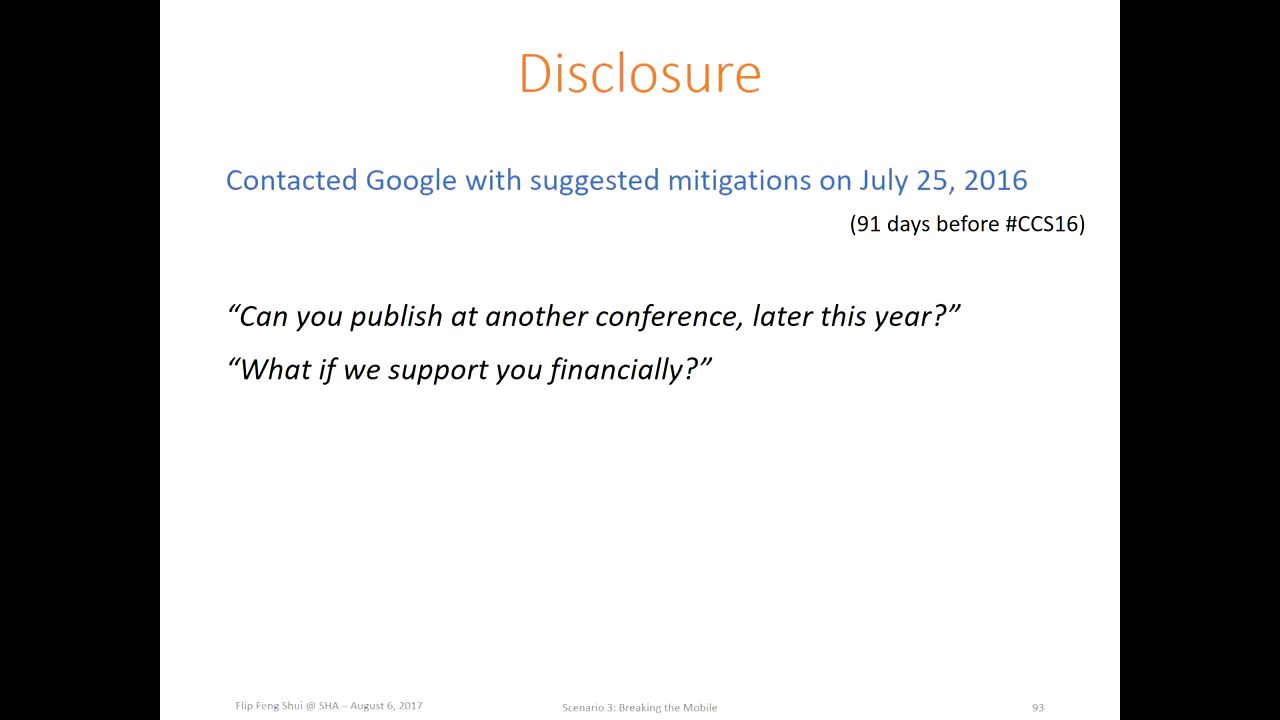 Disclosure
Contacted Google with suggested mitigations on July 25, 2016
(91 days before #CCS16)
“Can you publish at another conference, later this year?”
“What if we support you financially?”
Flip Feng Shui @ SHA – August 6, 2017
Scenario 3: Breaking the Mobile
93